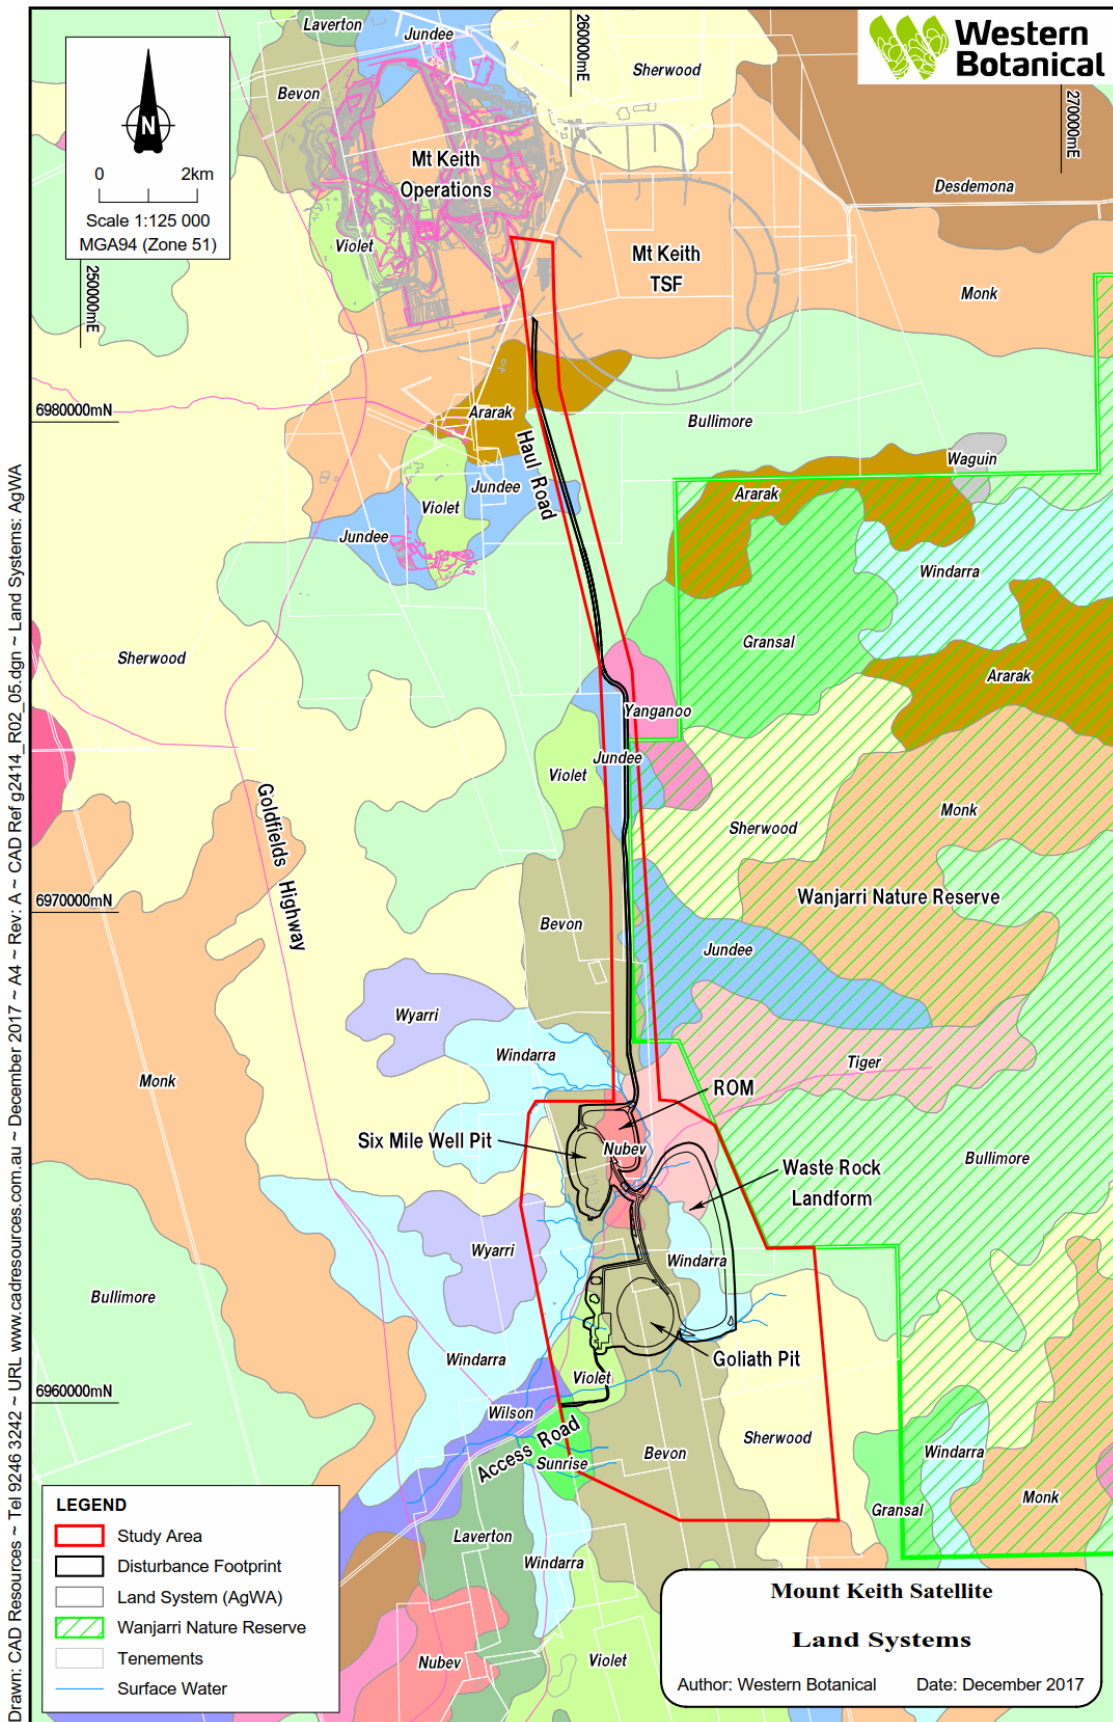 Laverton
Jundee
260000mE
Western
Botanical
Sherwood
Bevon
N
0 2km
Scale 1:125 000
MGA94 (Zone 51)
270000mE
Mt Keith
Operations
Desdemona
Violet
Mt Keith
TSF
250000mE
Monk
6980000mN
Ararak
Bullimore
Haul Road
Waguin
Jundee
Ararak
Violet
Jundee
Windarra
Gransal
Sherwood
Ararak
Yanganoo
Jundee
Violet
Goldfields Highway
Sherwood
Monk
6970000mN
Wanjarri Nature Reserve
Bevon
Jundee
Wyarri
Windarra
Tiger
Monk
ROM
Six Mile Well Pit
Nubev
Bullimore
Waste Rock
Landform
Wyarri
Windarra
Bullimore
Windarra
Goliath Pit
Violet
6960000mN
Wilson
Access Road
Sunrise
Bevon
Sherwood
Windarra
Gransal
Monk
Laverton
Windarra
Nubev
Violet
LEGEND
Study Area
Disturbance Footprint
Land System (AgWA)
Wanjarri Nature Reserve
Tenements
Surface Water
Mount Keith Satellite
Land Systems
Author: Western Botanical Date: December 2017
Drawn: CAD Resources ~ Tel 9246 3242 ~ URL www.cadresources.com.au ~ December 2017 ~ A4 ~ Rev: A ~ CAD Ref g2414_R02_05.dgn ~ Land Systems: AgWA